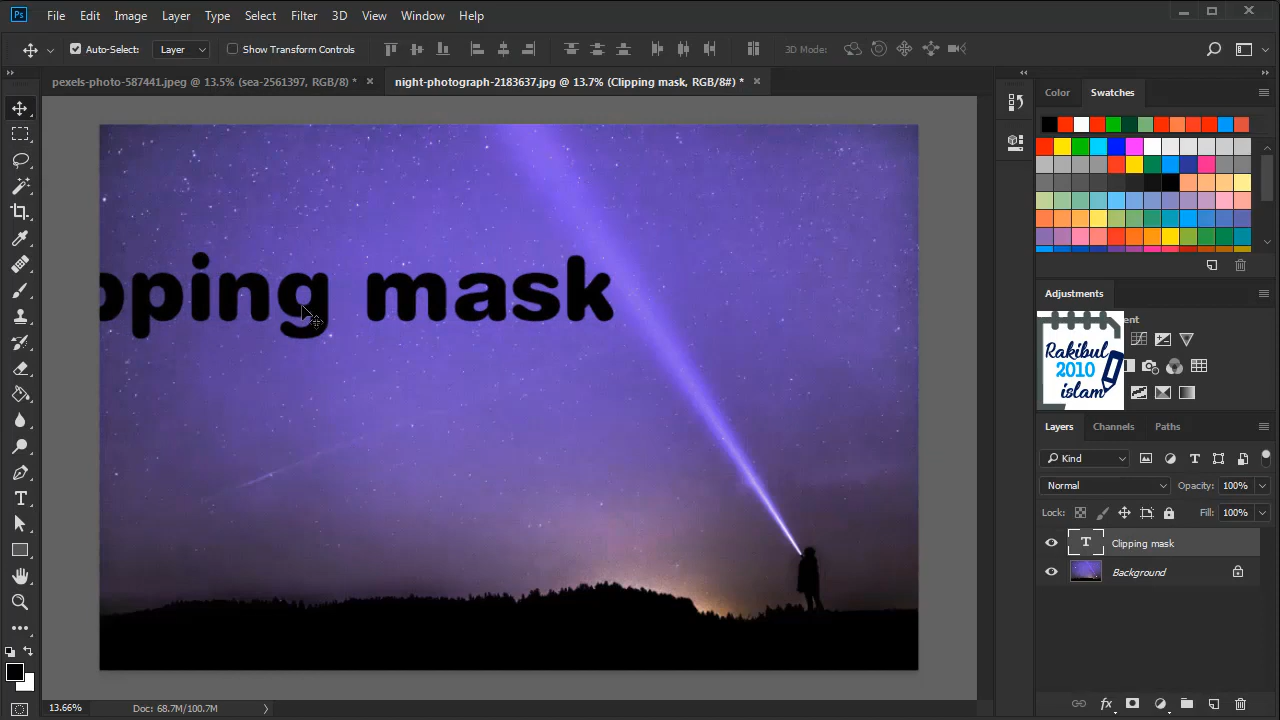 Ps File Edit Image Layer Type Select Filter 3D View Window Help
Auto-Select: Layer Show Transform Controls 3D Mode:
pexels-photo-587441.jpeg @ 13.5% (sea-2561397, RGB/8) * × night-photograph-2183637.jpg @ 13.7% (Clipping mask, RGB/8#) * ×
Color Swatches
pping mask
Adjustments
ent
Rakibul
2010
islam
Layers Channels Paths
Kind
Normal Opacity: 100%
Lock: Fill: 100%
T Clipping mask
Background
13.66% Doc: 68.7M/100.7M